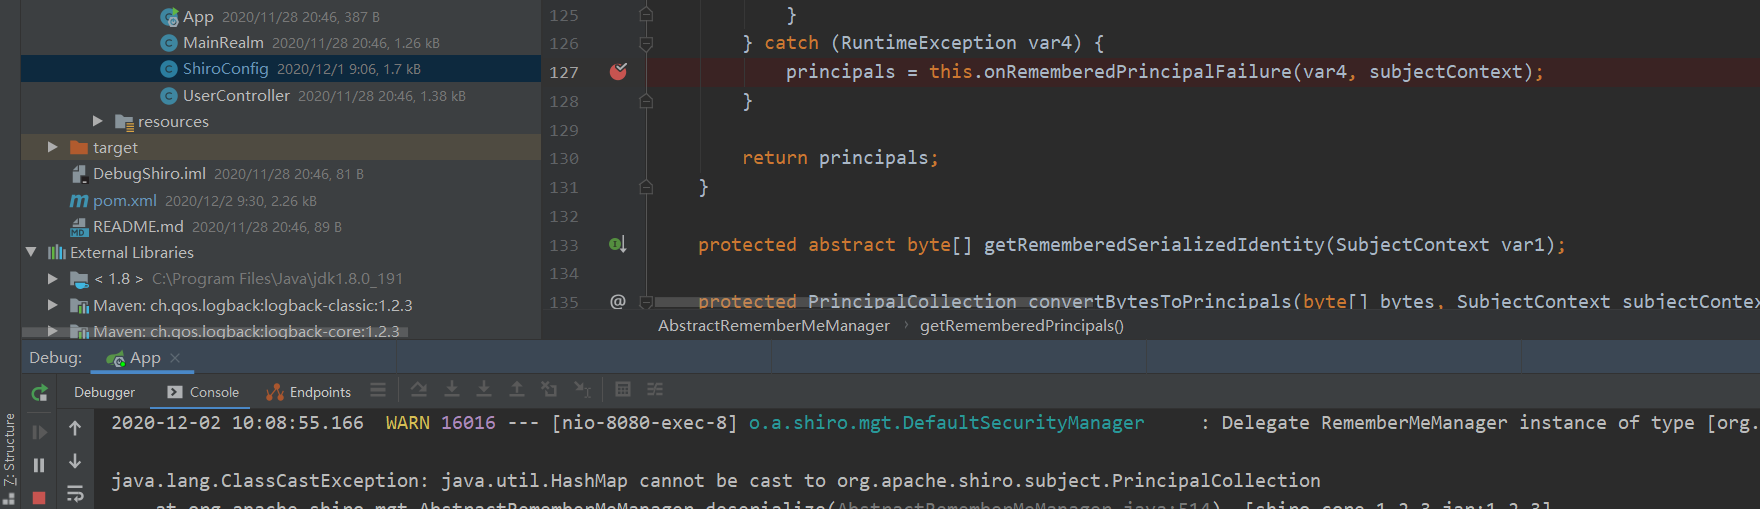 App 2020/11/28 20:46, 387 B
MainRealm 2020/11/28 20:46, 1.26 kB
ShiroConfig 2020/12/1 9:06, 1.7 kB
UserController 2020/11/28 20:46, 1.38 kB
resources
target
DebugShiro.iml 2020/11/28 20:46, 81 B
pom.xml 2020/12/2 9:30, 2.26 kB
README.md 2020/11/28 20:46, 89 B
External Libraries
< 1.8 > C:\Program Files\Java\jdk1.8.0_191
Maven: ch.qos.logback:logback-classic:1.2.3
Maven: ch.qos.logback:logback-core:1.2.3
125 }
126 } catch (RuntimeException var4) {
127 principals = this.onRememberedPrincipalFailure(var4, subjectContext);
128 }
129
130 return principals;
131 }
132
133 protected abstract byte[] getRememberedSerializedIdentity(SubjectContext var1);
134
135 @ protected PrincipalCollection convertBytesToPrincipals(byte[] bytes, SubjectContext subjectContex
AbstractRememberMeManager › getRememberedPrincipals()
Debug: App ×
Debugger Console Endpoints
Z: Structure
2020-12-02 10:08:55.166 WARN 16016 --- [nio-8080-exec-8] o.a.shiro.mgt.DefaultSecurityManager : Delegate RememberMeManager instance of type [org.
java.lang.ClassCastException: java.util.HashMap cannot be cast to org.apache.shiro.subject.PrincipalCollection
at org.apache.shiro.mgt.AbstractRememberMeManager.deserialize(AbstractRememberMeManager.java:514) ~[shiro-core-1.2.3.jar:1.2.3]